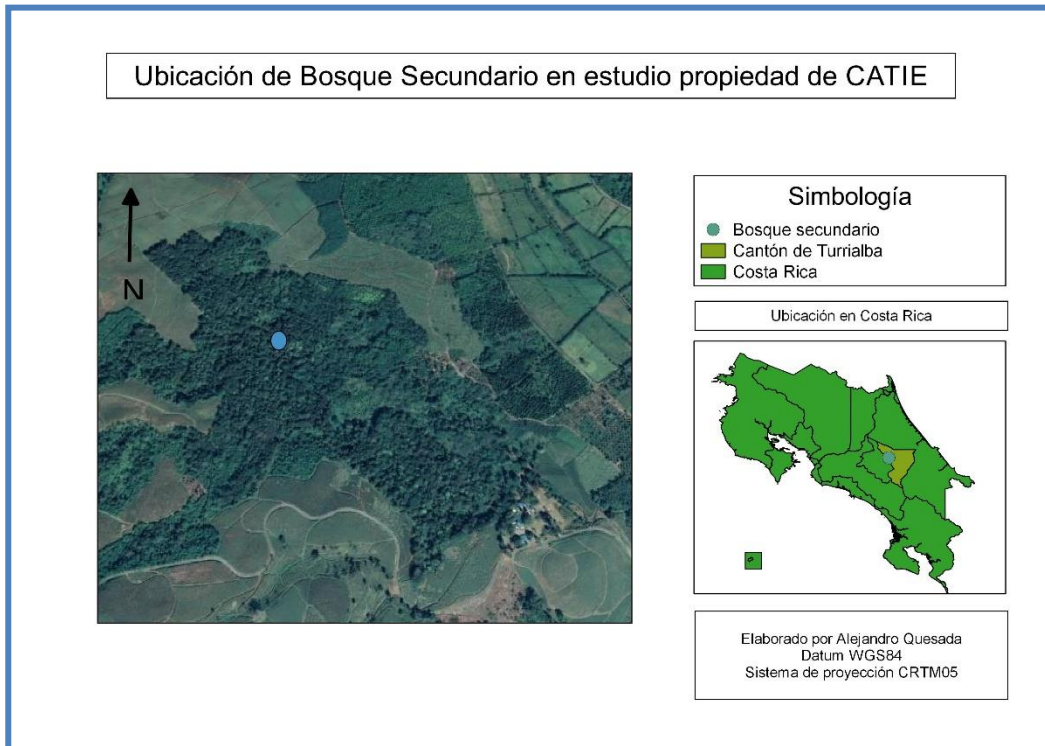 Ubicación de Bosque Secundario en estudio propiedad de CATIE
N
Simbología
Bosque secundario
Cantón de Turrialba
Costa Rica
Ubicación en Costa Rica
Elaborado por Alejandro Quesada
Datum WGS84
Sistema de proyección CRTM05